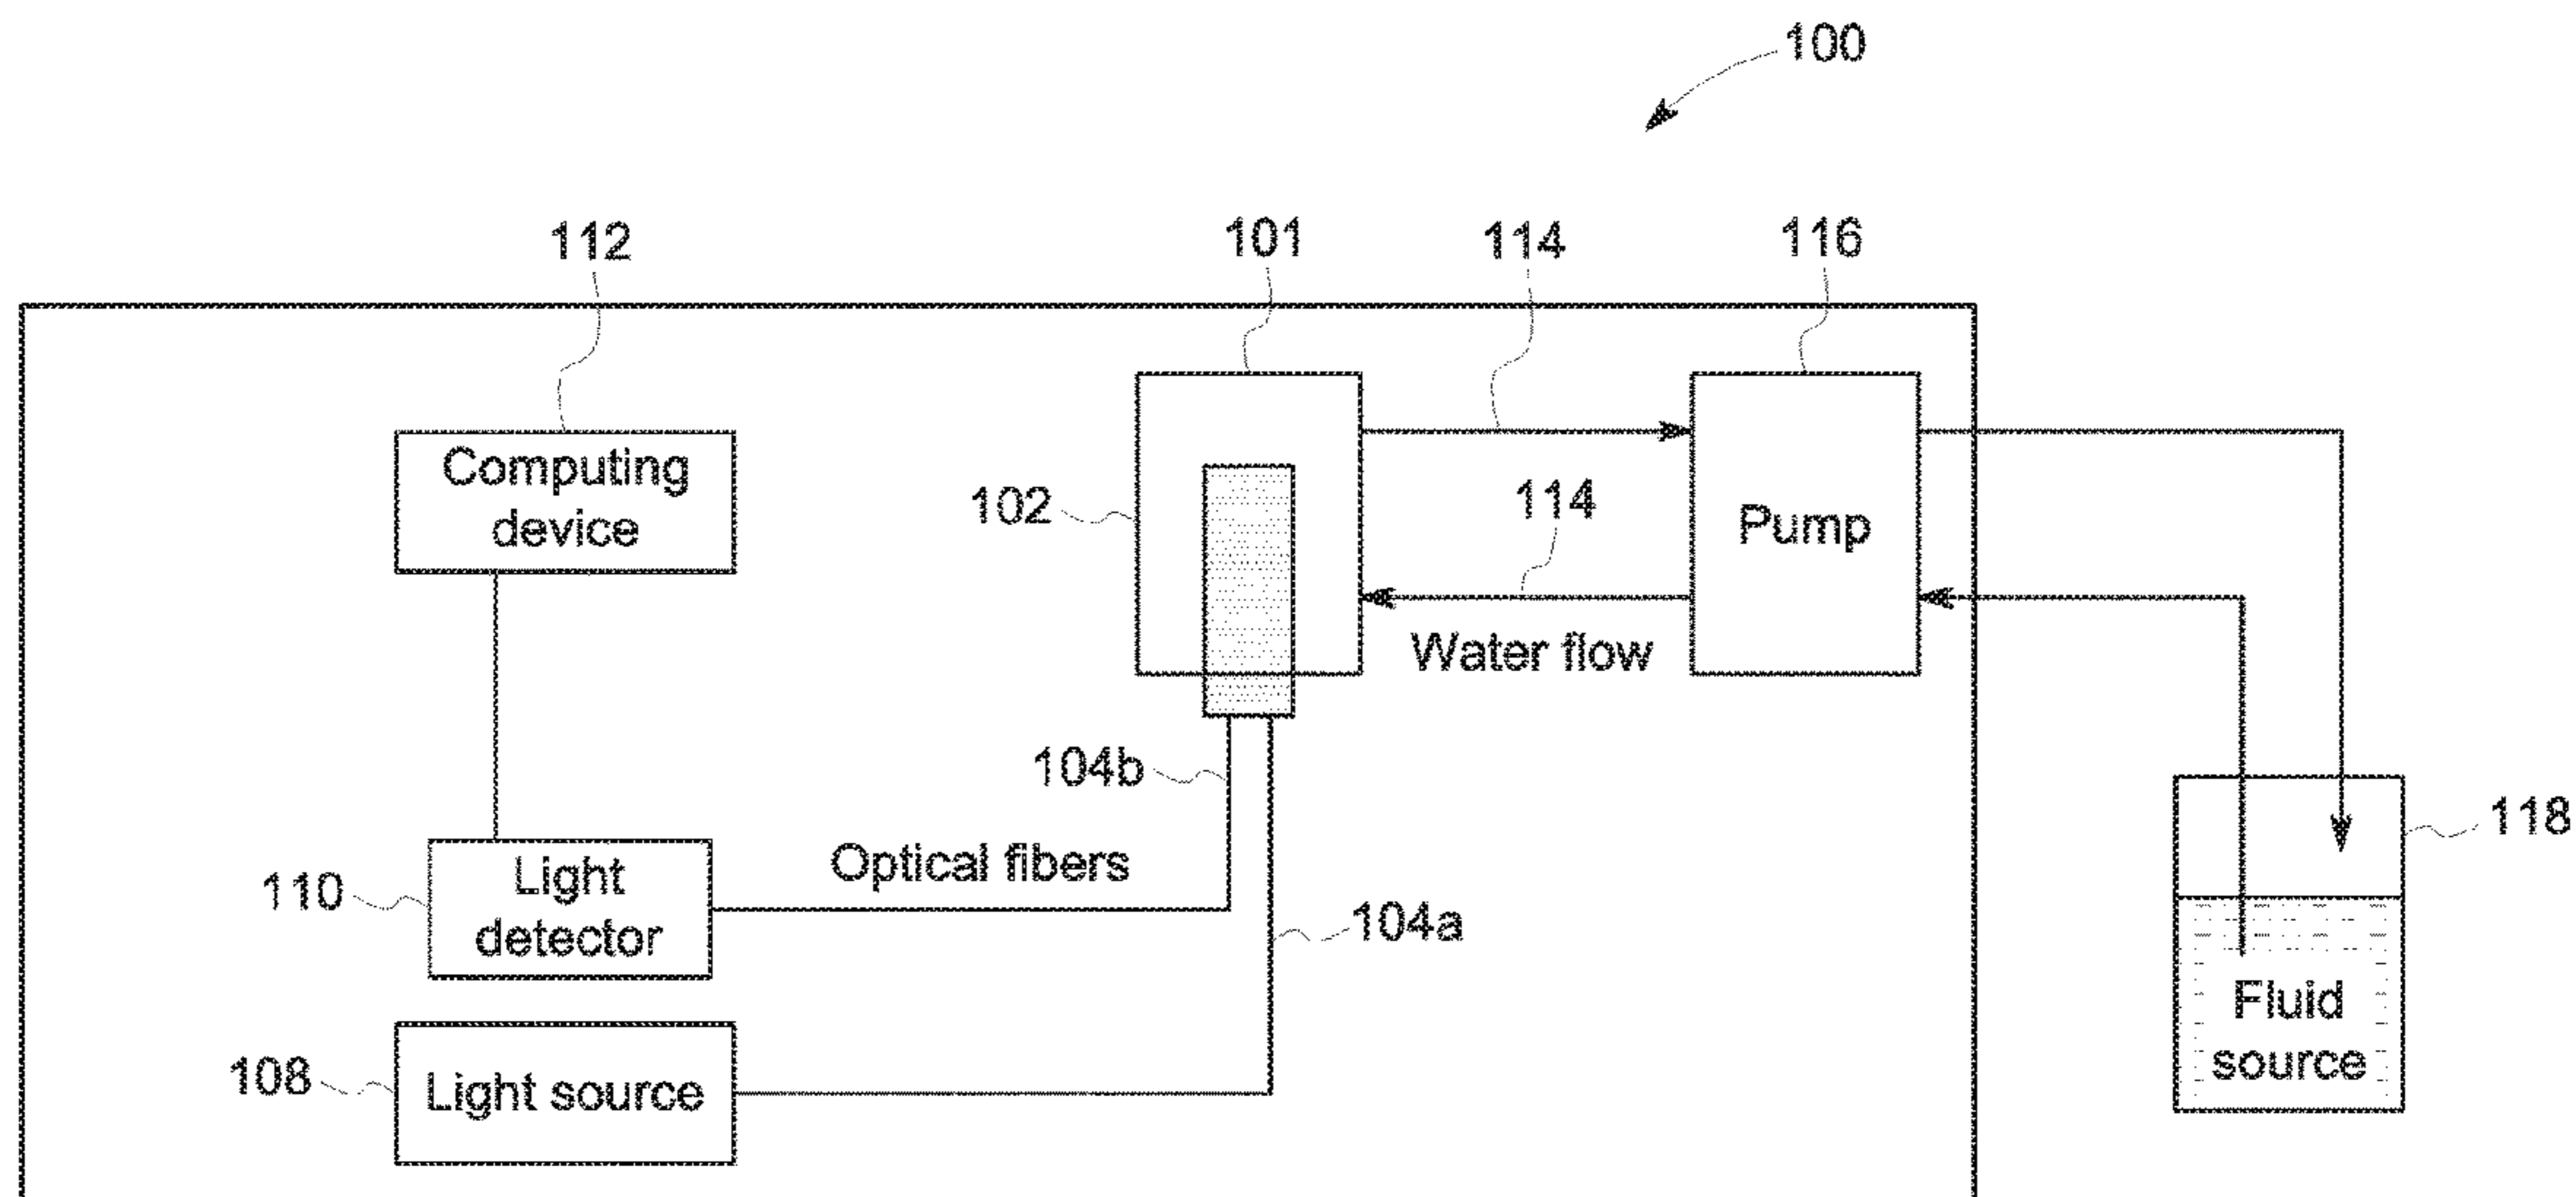 100
112
101
114
116
Computing
device
102
114
Pump
Water flow
104b
118
Optical fibers
110
Light
detector
104a
Fluid
source
108
Light source